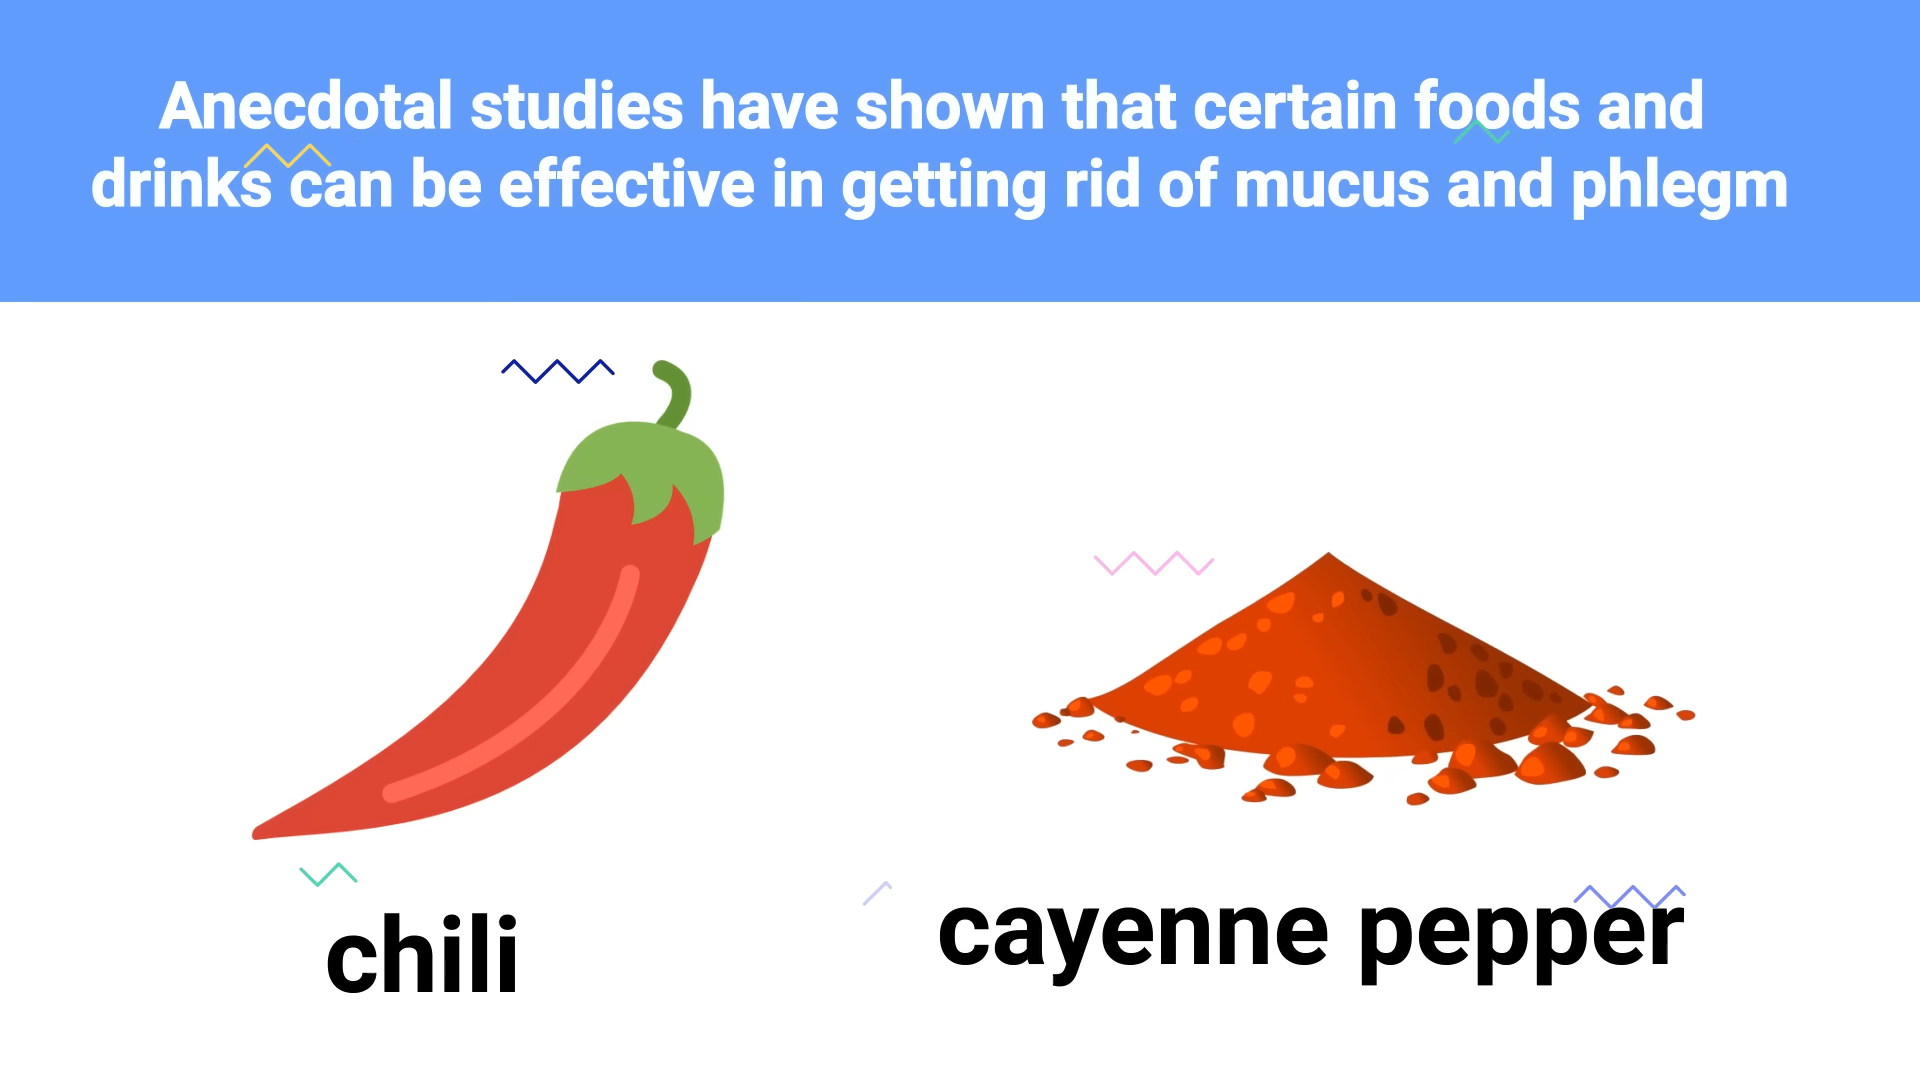 Anecdotal studies have shown that certain foods and
drinks can be effective in getting rid of mucus and phlegm
chili
cayenne pepper